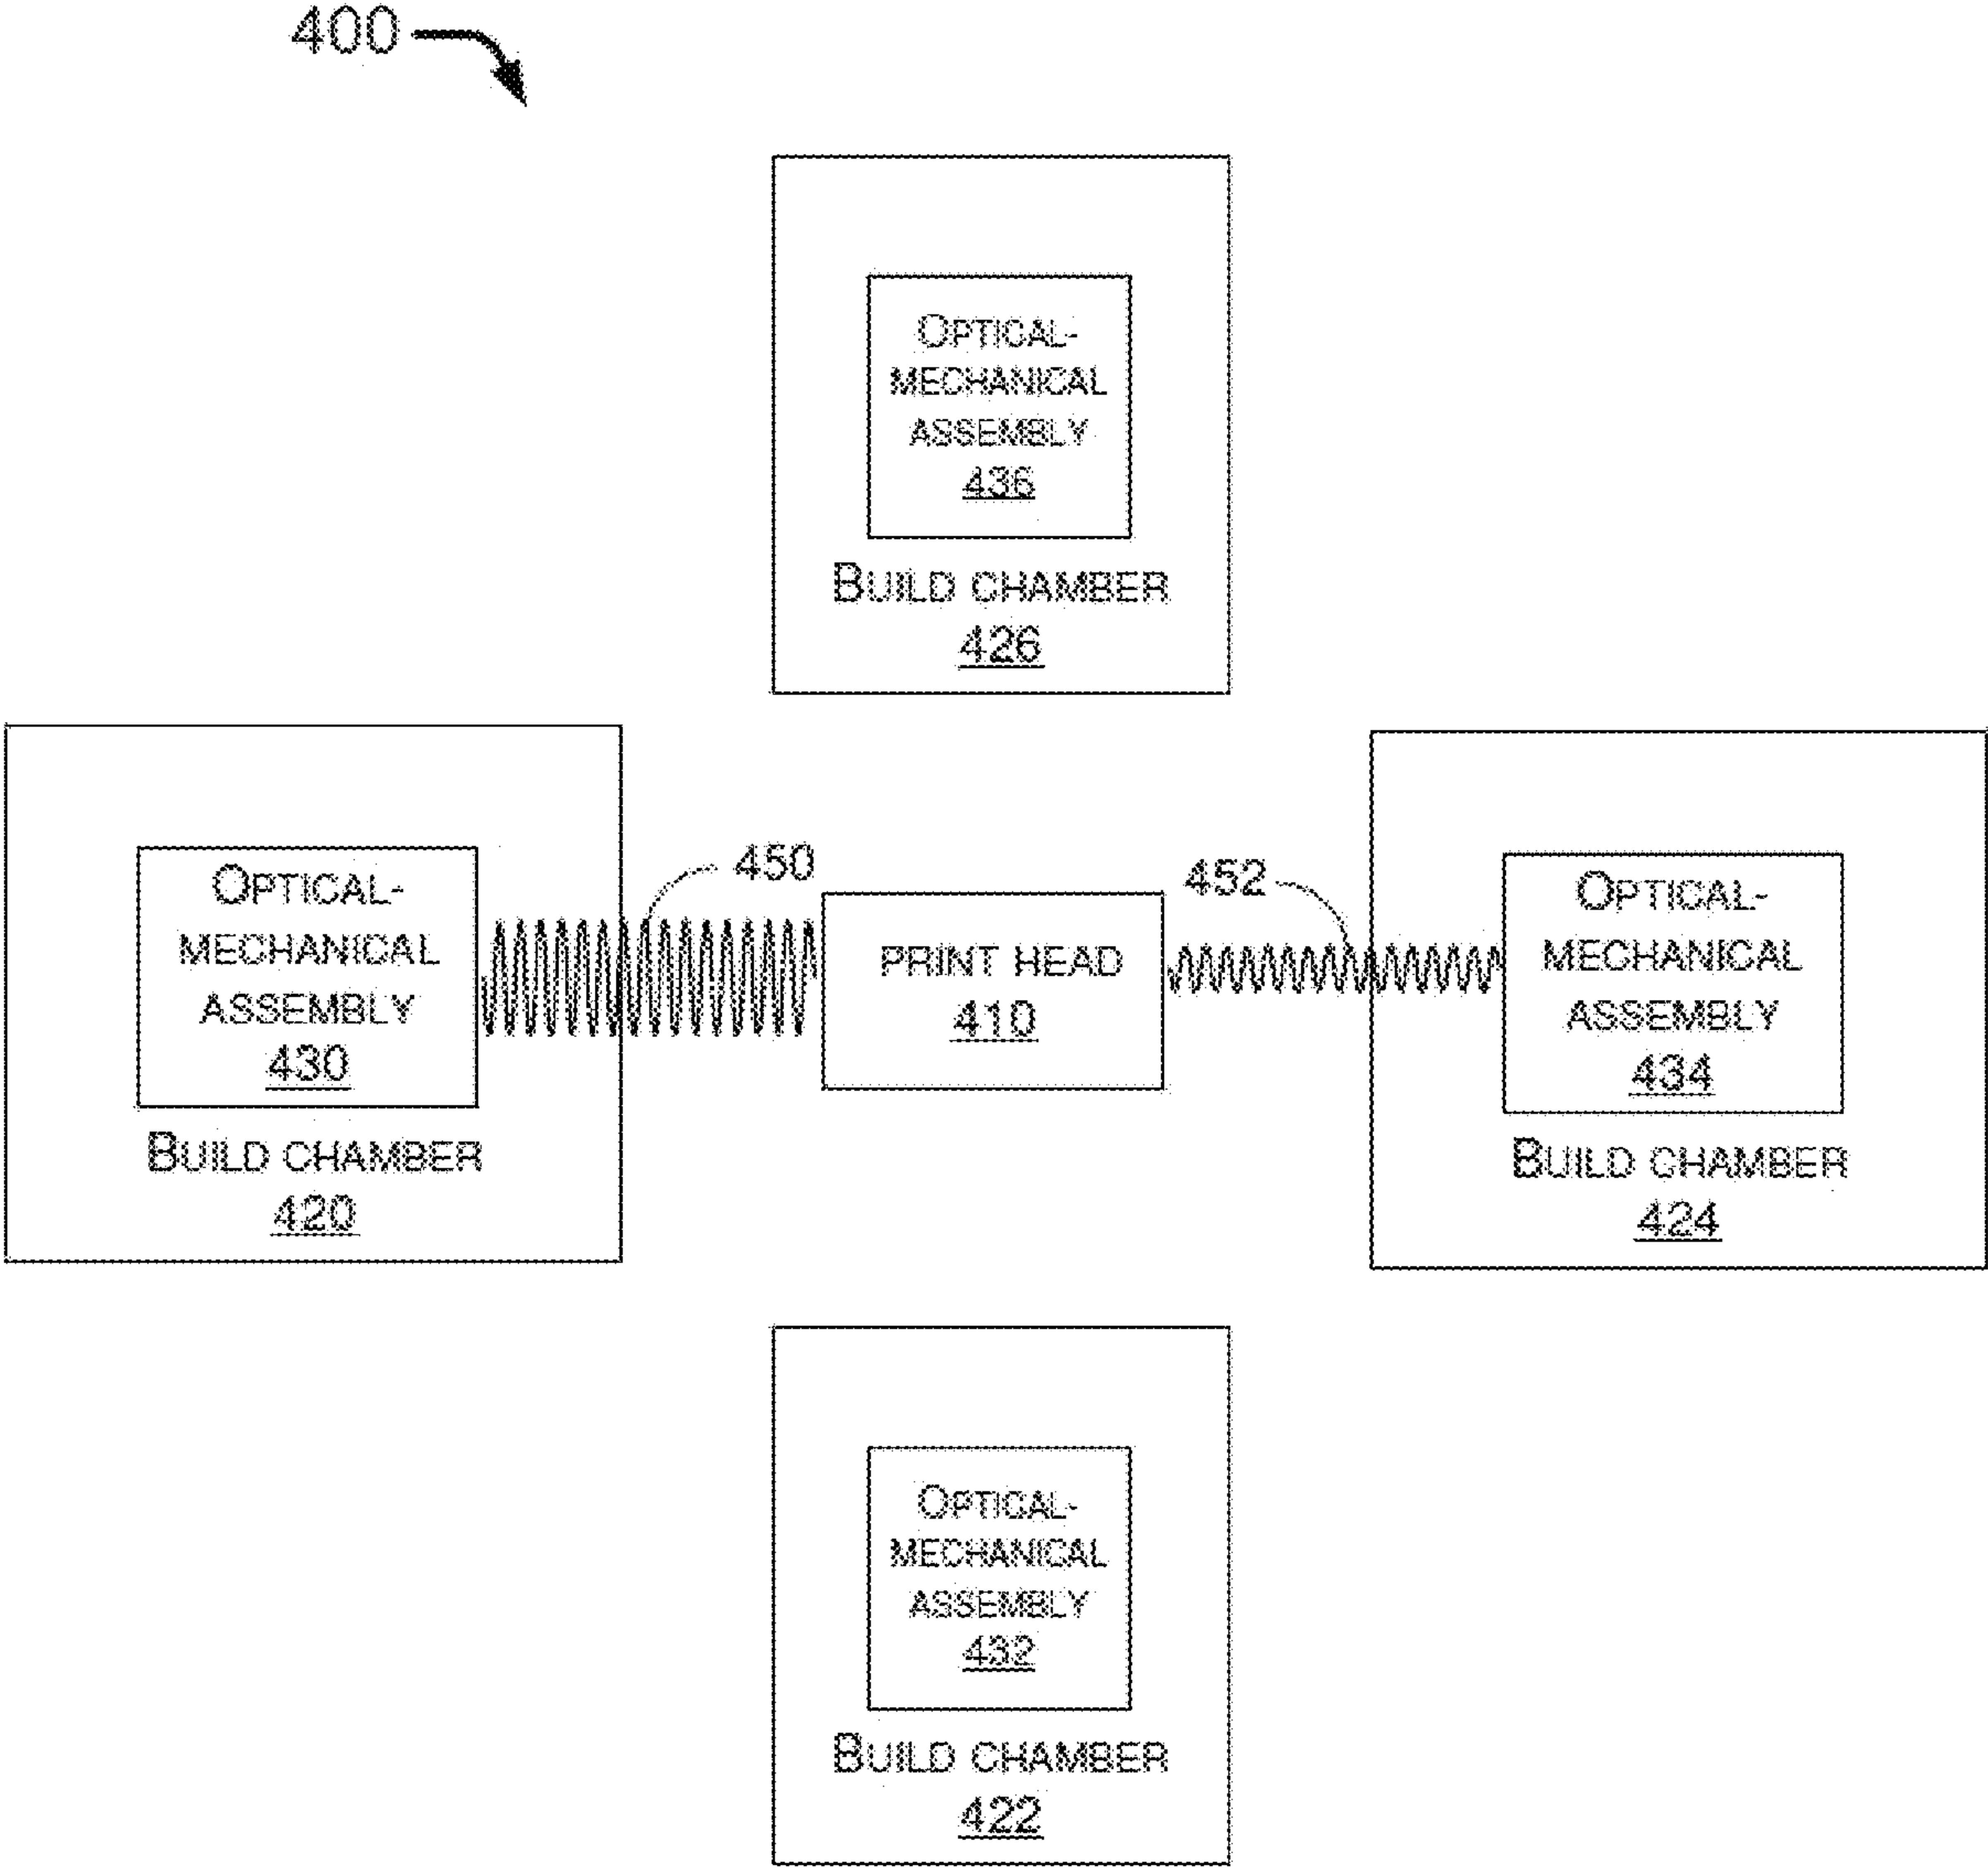 400
OPTICAL-
MECHANICAL
ASSEMBLY
436
BUILD CHAMBER
426
OPTICAL-
MECHANICAL
ASSEMBLY
430
BUILD CHAMBER
420
450
PRINT HEAD
410
452
OPTICAL-
MECHANICAL
ASSEMBLY
434
BUILD CHAMBER
424
OPTICAL-
MECHANICAL
ASSEMBLY
432
BUILD CHAMBER
422